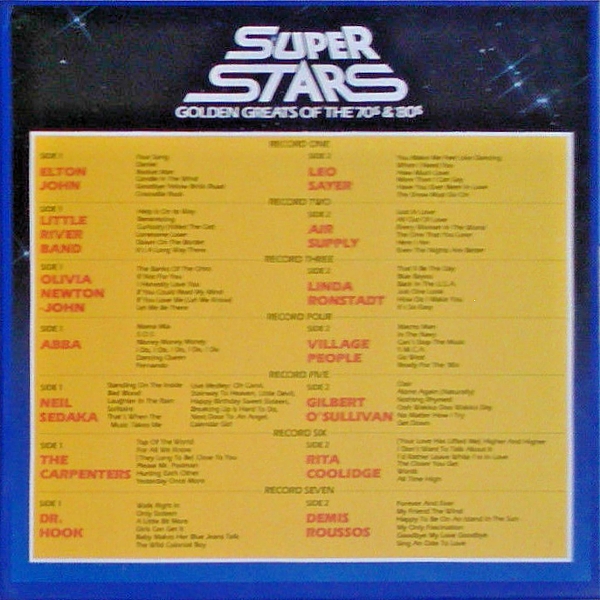 SUPER
STARS
GOLDEN GREATS OF THE 70s & 80s
RECORD ONE
SIDE 1
ELTON
JOHN
Your Song
Daniel
Rocket Man
Candle In The Wind
Goodbye Yellow Brick Road
Crocodile Rock
SIDE 2
LEO
SAYER
You Make Me Feel Like Dancing
When I Need You
How Much Love
More Than I Can Say
Have You Ever Been In Love
The Show Must Go On
RECORD TWO
SIDE 1
LITTLE
RIVER
BAND
Help Is On Its Way
Reminiscing
Curiosity (Killed The Cat)
Lonesome Loser
Down On The Border
It's A Long Way There
SIDE 2
AIR
SUPPLY
Lost In Love
All Out Of Love
Every Woman In The World
The One That You Love
Here I Am
Even The Nights Are Better
RECORD THREE
SIDE 1
OLIVIA
NEWTON
-JOHN
The Banks Of The Ohio
If Not For You
I Honestly Love You
If You Could Read My Mind
If You Love Me (Let Me Know)
Let Me Be There
SIDE 2
LINDA
RONSTADT
That'll Be The Day
Blue Bayou
Back In The U.S.A.
Just One Look
How Do I Make You
It's So Easy
RECORD FOUR
SIDE 1
ABBA
Mama Mia
S.O.S.
Money Money Money
I Do, I Do, I Do, I Do, I Do
Dancing Queen
Fernando
SIDE 2
VILLAGE
PEOPLE
Macho Man
In The Navy
Can't Stop The Music
Y.M.C.A.
Go West
Ready For The 80s
RECORD FIVE
SIDE 1
NEIL
SEDAKA
Standing On The Inside
Bad Blood
Laughter In The Rain
Solitaire
That's When The
Music Takes Me
Live Medley: Oh Carol,
Stairway To Heaven, Little Devil,
Happy Birthday Sweet Sixteen,
Breaking Up Is Hard To Do,
Next Door To An Angel,
Calendar Girl
SIDE 2
GILBERT
O'SULLIVAN
Clair
Alone Again (Naturally)
Nothing Rhymed
Ooh Wakka Doo Wakka Day
No Matter How I Try
Get Down
RECORD SIX
SIDE 1
THE
CARPENTERS
Top Of The World
For All We Know
(They Long To Be) Close To You
Please Mr. Postman
Hurting Each Other
Yesterday Once More
SIDE 2
RITA
COOLIDGE
(Your Love Has Lifted Me) Higher And Higher
I Don't Want To Talk About It
I'd Rather Leave While I'm In Love
The Closer You Get
Words
All Time High
RECORD SEVEN
SIDE 1
DR.
HOOK
Walk Right In
Only Sixteen
A Little Bit More
Girls Can Get It
Baby Makes Her Blue Jeans Talk
The Wild Colonial Boy
SIDE 2
DEMIS
ROUSSOS
Forever And Ever
My Friend The Wind
Happy To Be On An Island In The Sun
My Only Fascination
Goodbye My Love Goodbye
Sing An Ode To Love